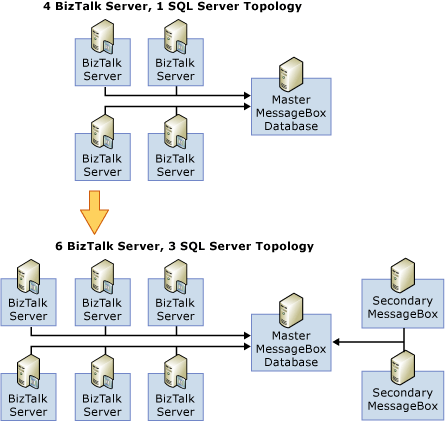 4 BizTalk Server, 1 SQL Server Topology
BizTalk
Server
BizTalk
Server
Master
MessageBox
Database
BizTalk
Server
BizTalk
Server
6 BizTalk Server, 3 SQL Server Topology
BizTalk
Server
BizTalk
Server
BizTalk
Server
Master
MessageBox
Database
Secondary
MessageBox
BizTalk
Server
BizTalk
Server
BizTalk
Server
Secondary
MessageBox